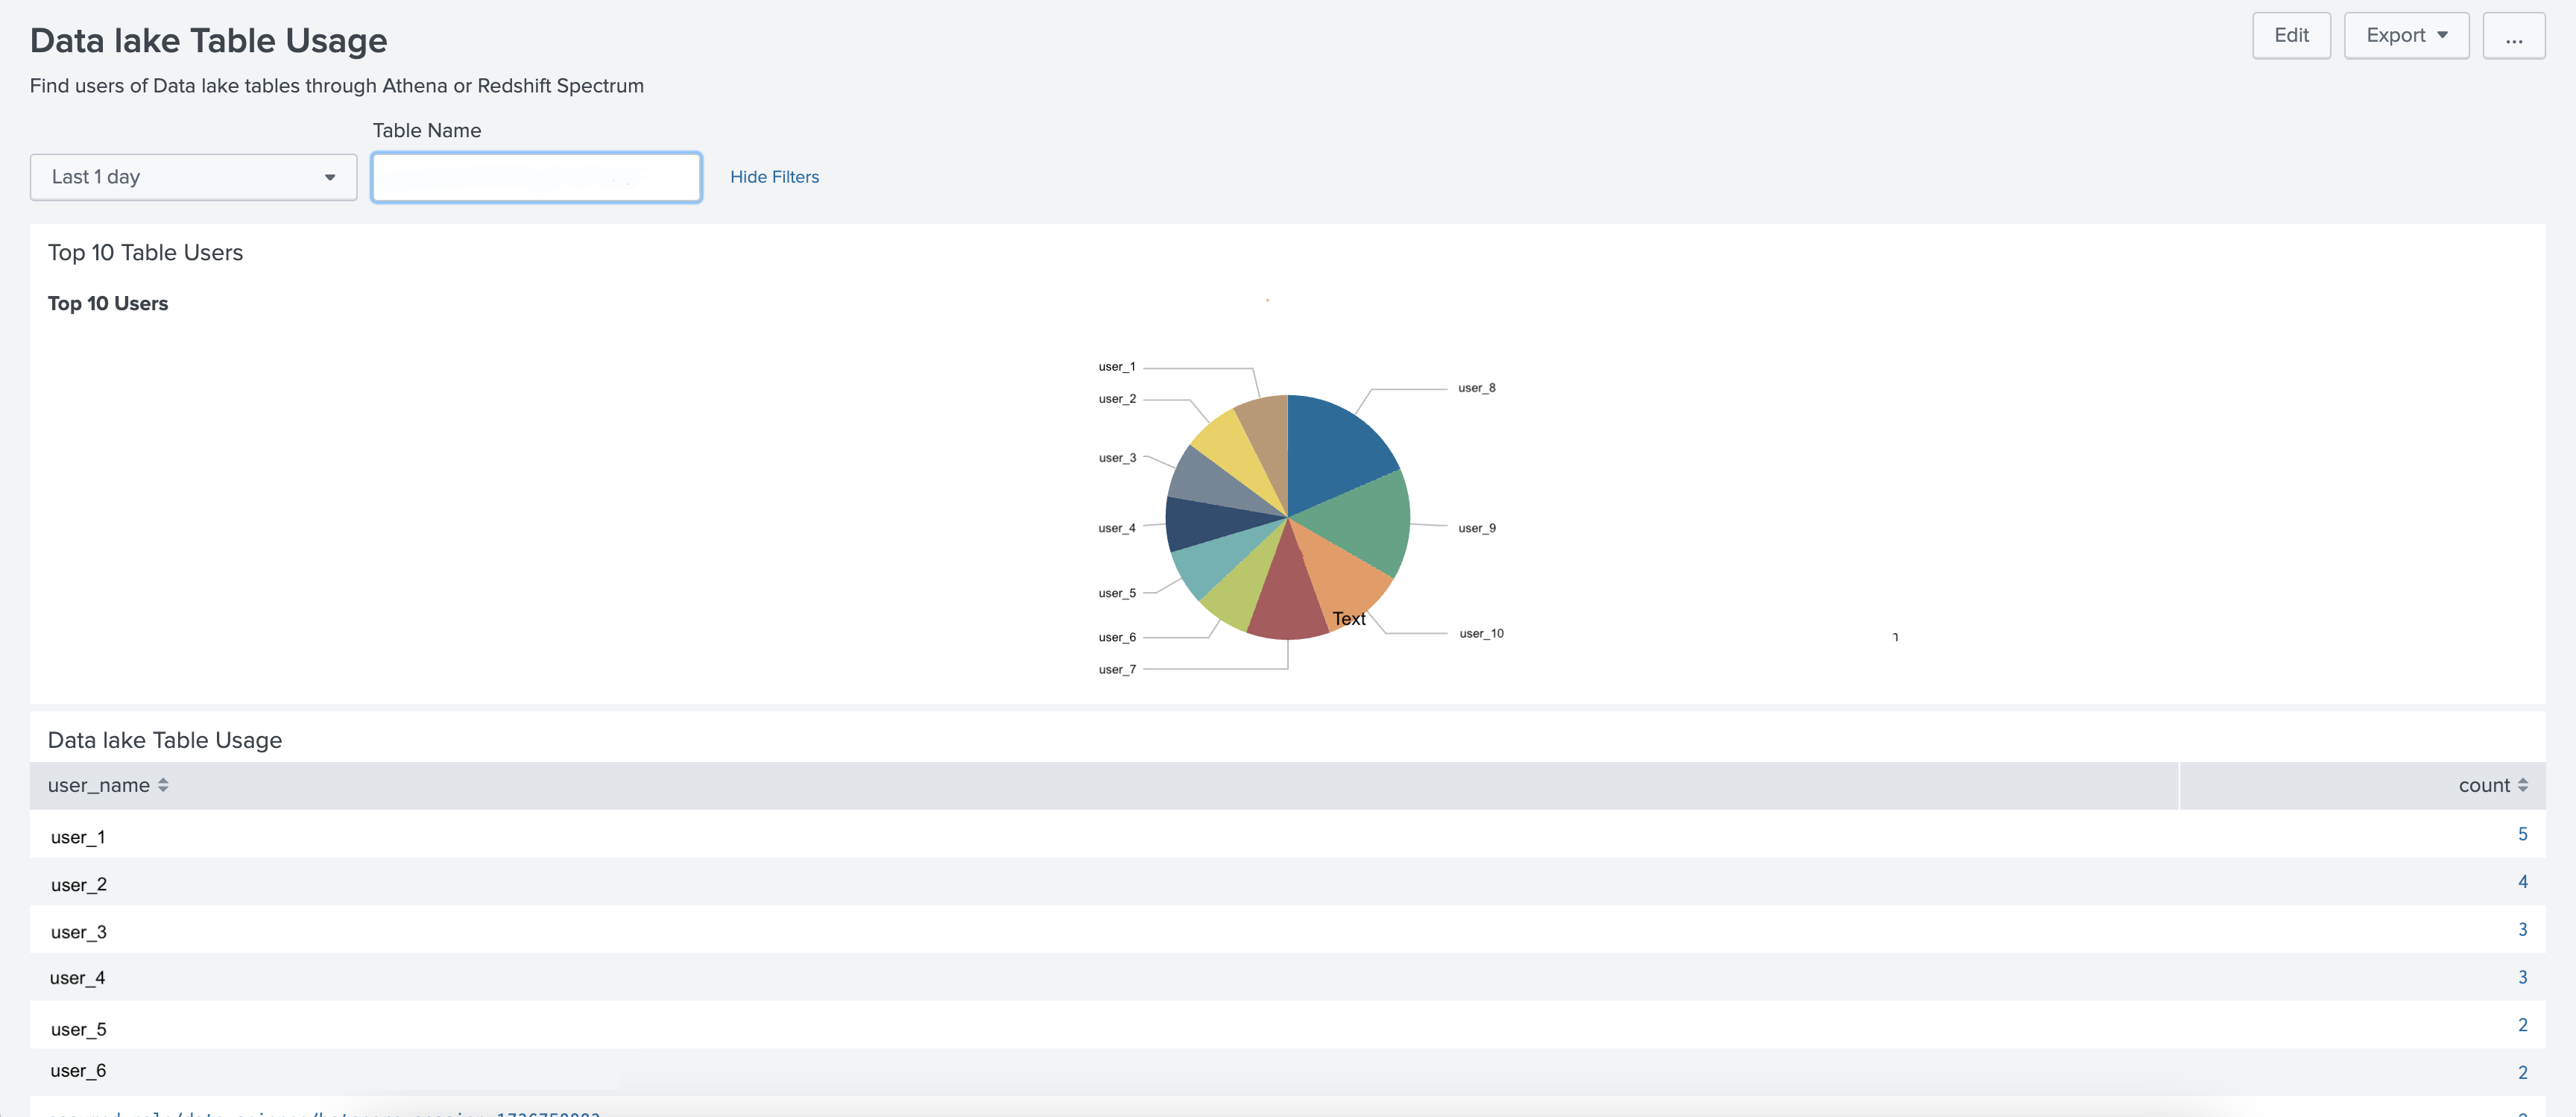 Data lake Table Usage
Edit
Export
...
Find users of Data lake tables through Athena or Redshift Spectrum
Table Name
Last 1 day
Hide Filters
Top 10 Table Users
Top 10 Users
user_1
user_8
user_2
user_3
user_4
user_9
user_5
Text
user_6
user_10
user_7
Data lake Table Usage
user_name
count
user_1
5
user_2
4
user_3
3
user_4
3
user_5
2
user_6
2